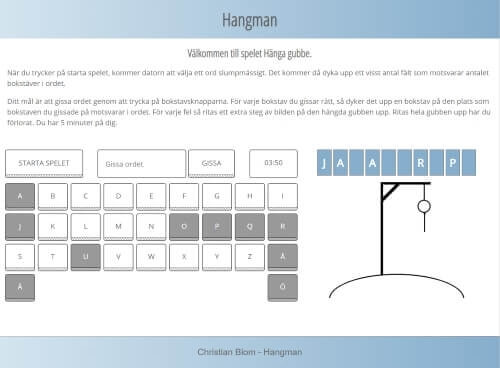 Hangman
Välkommen till spelet Hänga gubbe.
När du trycker på starta spelet, kommer datorn att välja ett ord slumpmässigt. Det kommer då dyka upp ett visst antal fält som motsvarar antalet
bokstäver i ordet.
Ditt mål är att gissa ordet genom att trycka på bokstavsknapparna. För varje bokstav du gissar rätt, så dyker det upp en bokstav på den plats som
bokstaven du gissade på motsvarar i ordet. För varje fel så ritas ett extra steg av bilden på den hängda gubben upp. Ritas hela gubben upp har du
förlorat. Du har 5 minuter på dig.
STARTA SPELET Gissa ordet. GISSA 03:50 J A A A R P
A B C D E F G H I
J K L M N O P Q R
S T U V W X Y Z Å
Ä Ö
Christian Blom - Hangman